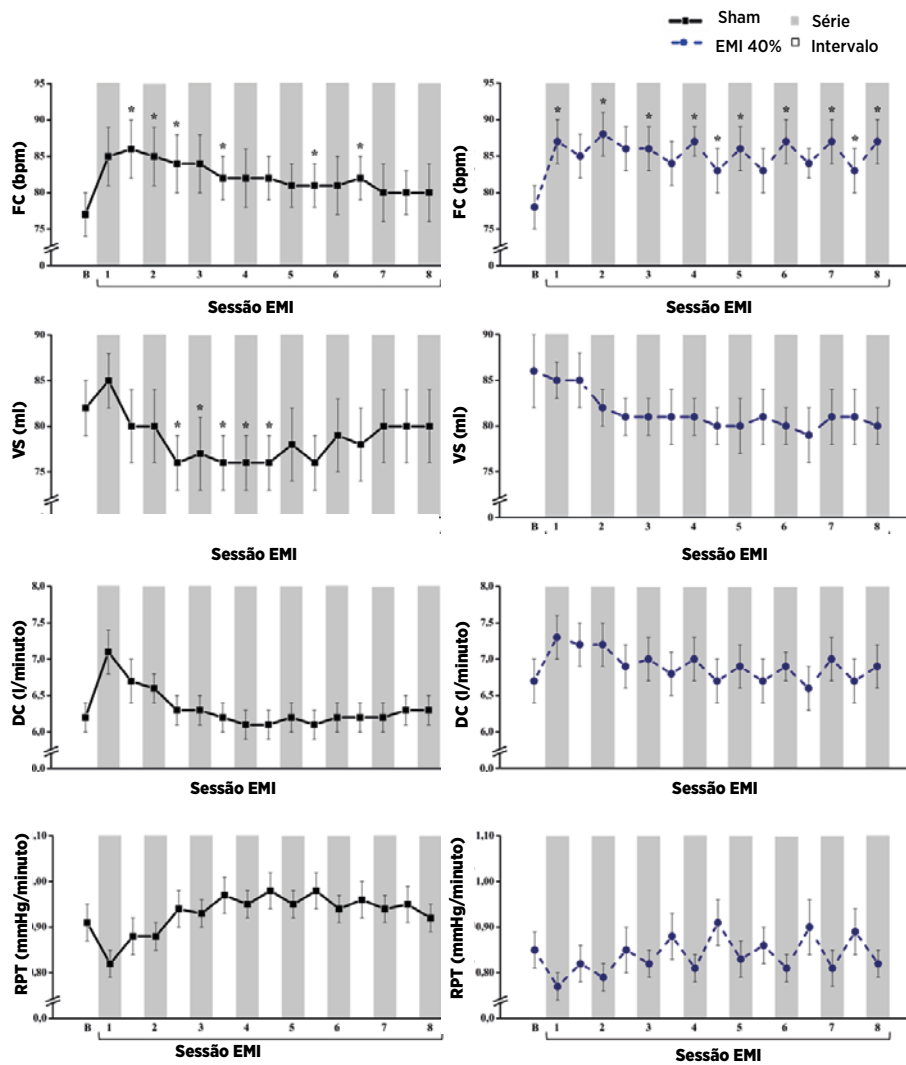 Sham
Série
EMI 40%
Intervalo
FC (bpm)
95
90
85
80
75
0
B 1 2 3 4 5 6 7 8
Sessão EMI
FC (bpm)
95
90
85
80
75
0
B 1 2 3 4 5 6 7 8
Sessão EMI
VS (ml)
90
85
80
75
Sessão EMI
VS (ml)
90
85
80
75
0
B 1 2 3 4 5 6 7 8
Sessão EMI
DC (l/minuto)
8,0
7,0
6,5
6,0
0,0
Sessão EMI
DC (l/minuto)
8,0
7,0
6,5
6,0
0,0
Sessão EMI
RPT (mmHg/minuto)
,10
,00
,90
,80
0,0
B 1 2 3 4 5 6 7 8
Sessão EMI
RPT (mmHg/minuto)
1,10
1,00
0,90
0,80
0,0
B 1 2 3 4 5 6 7 8
Sessão EMI